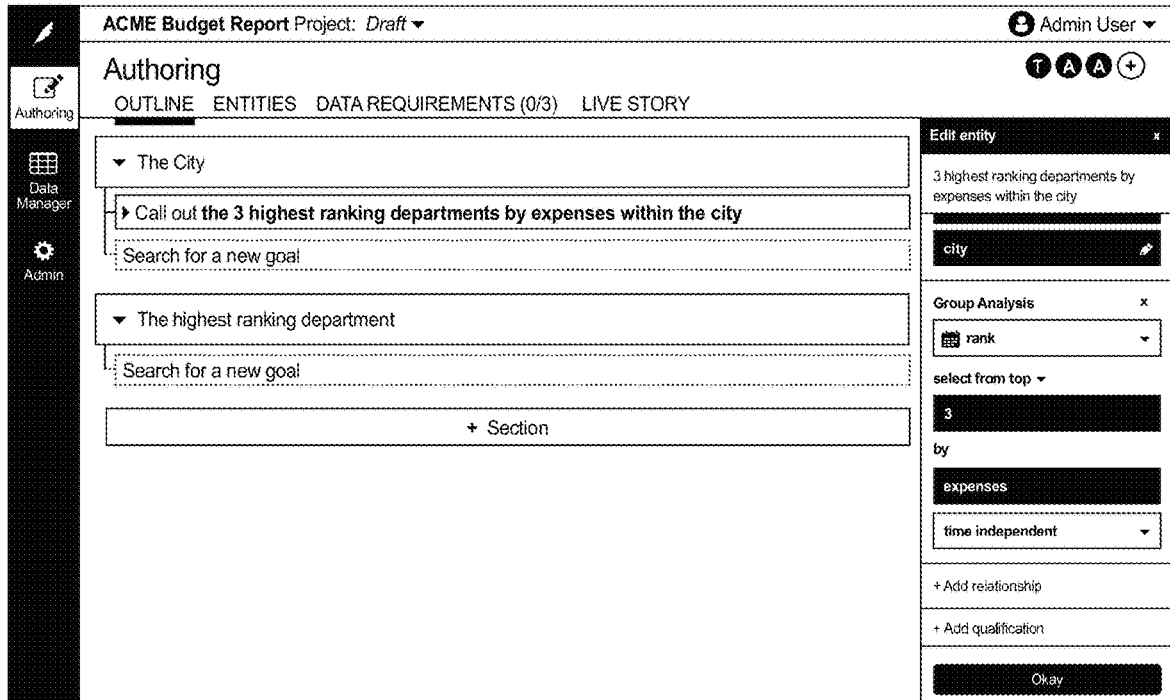 ACME Budget Report Project: Draft
Admin User
Authoring
T A A +
OUTLINE ENTITIES DATA REQUIREMENTS (0/3) LIVE STORY
Authoring
Data
Manager
Admin
The City
Call out the 3 highest ranking departments by expenses within the city
Search for a new goal
The highest ranking department
Search for a new goal
+ Section
Edit entity x
3 highest ranking departments by
expenses within the city
city
Group Analysis x
rank
select from top
3
by
expenses
time independent
+ Add relationship
+ Add qualification
Okay